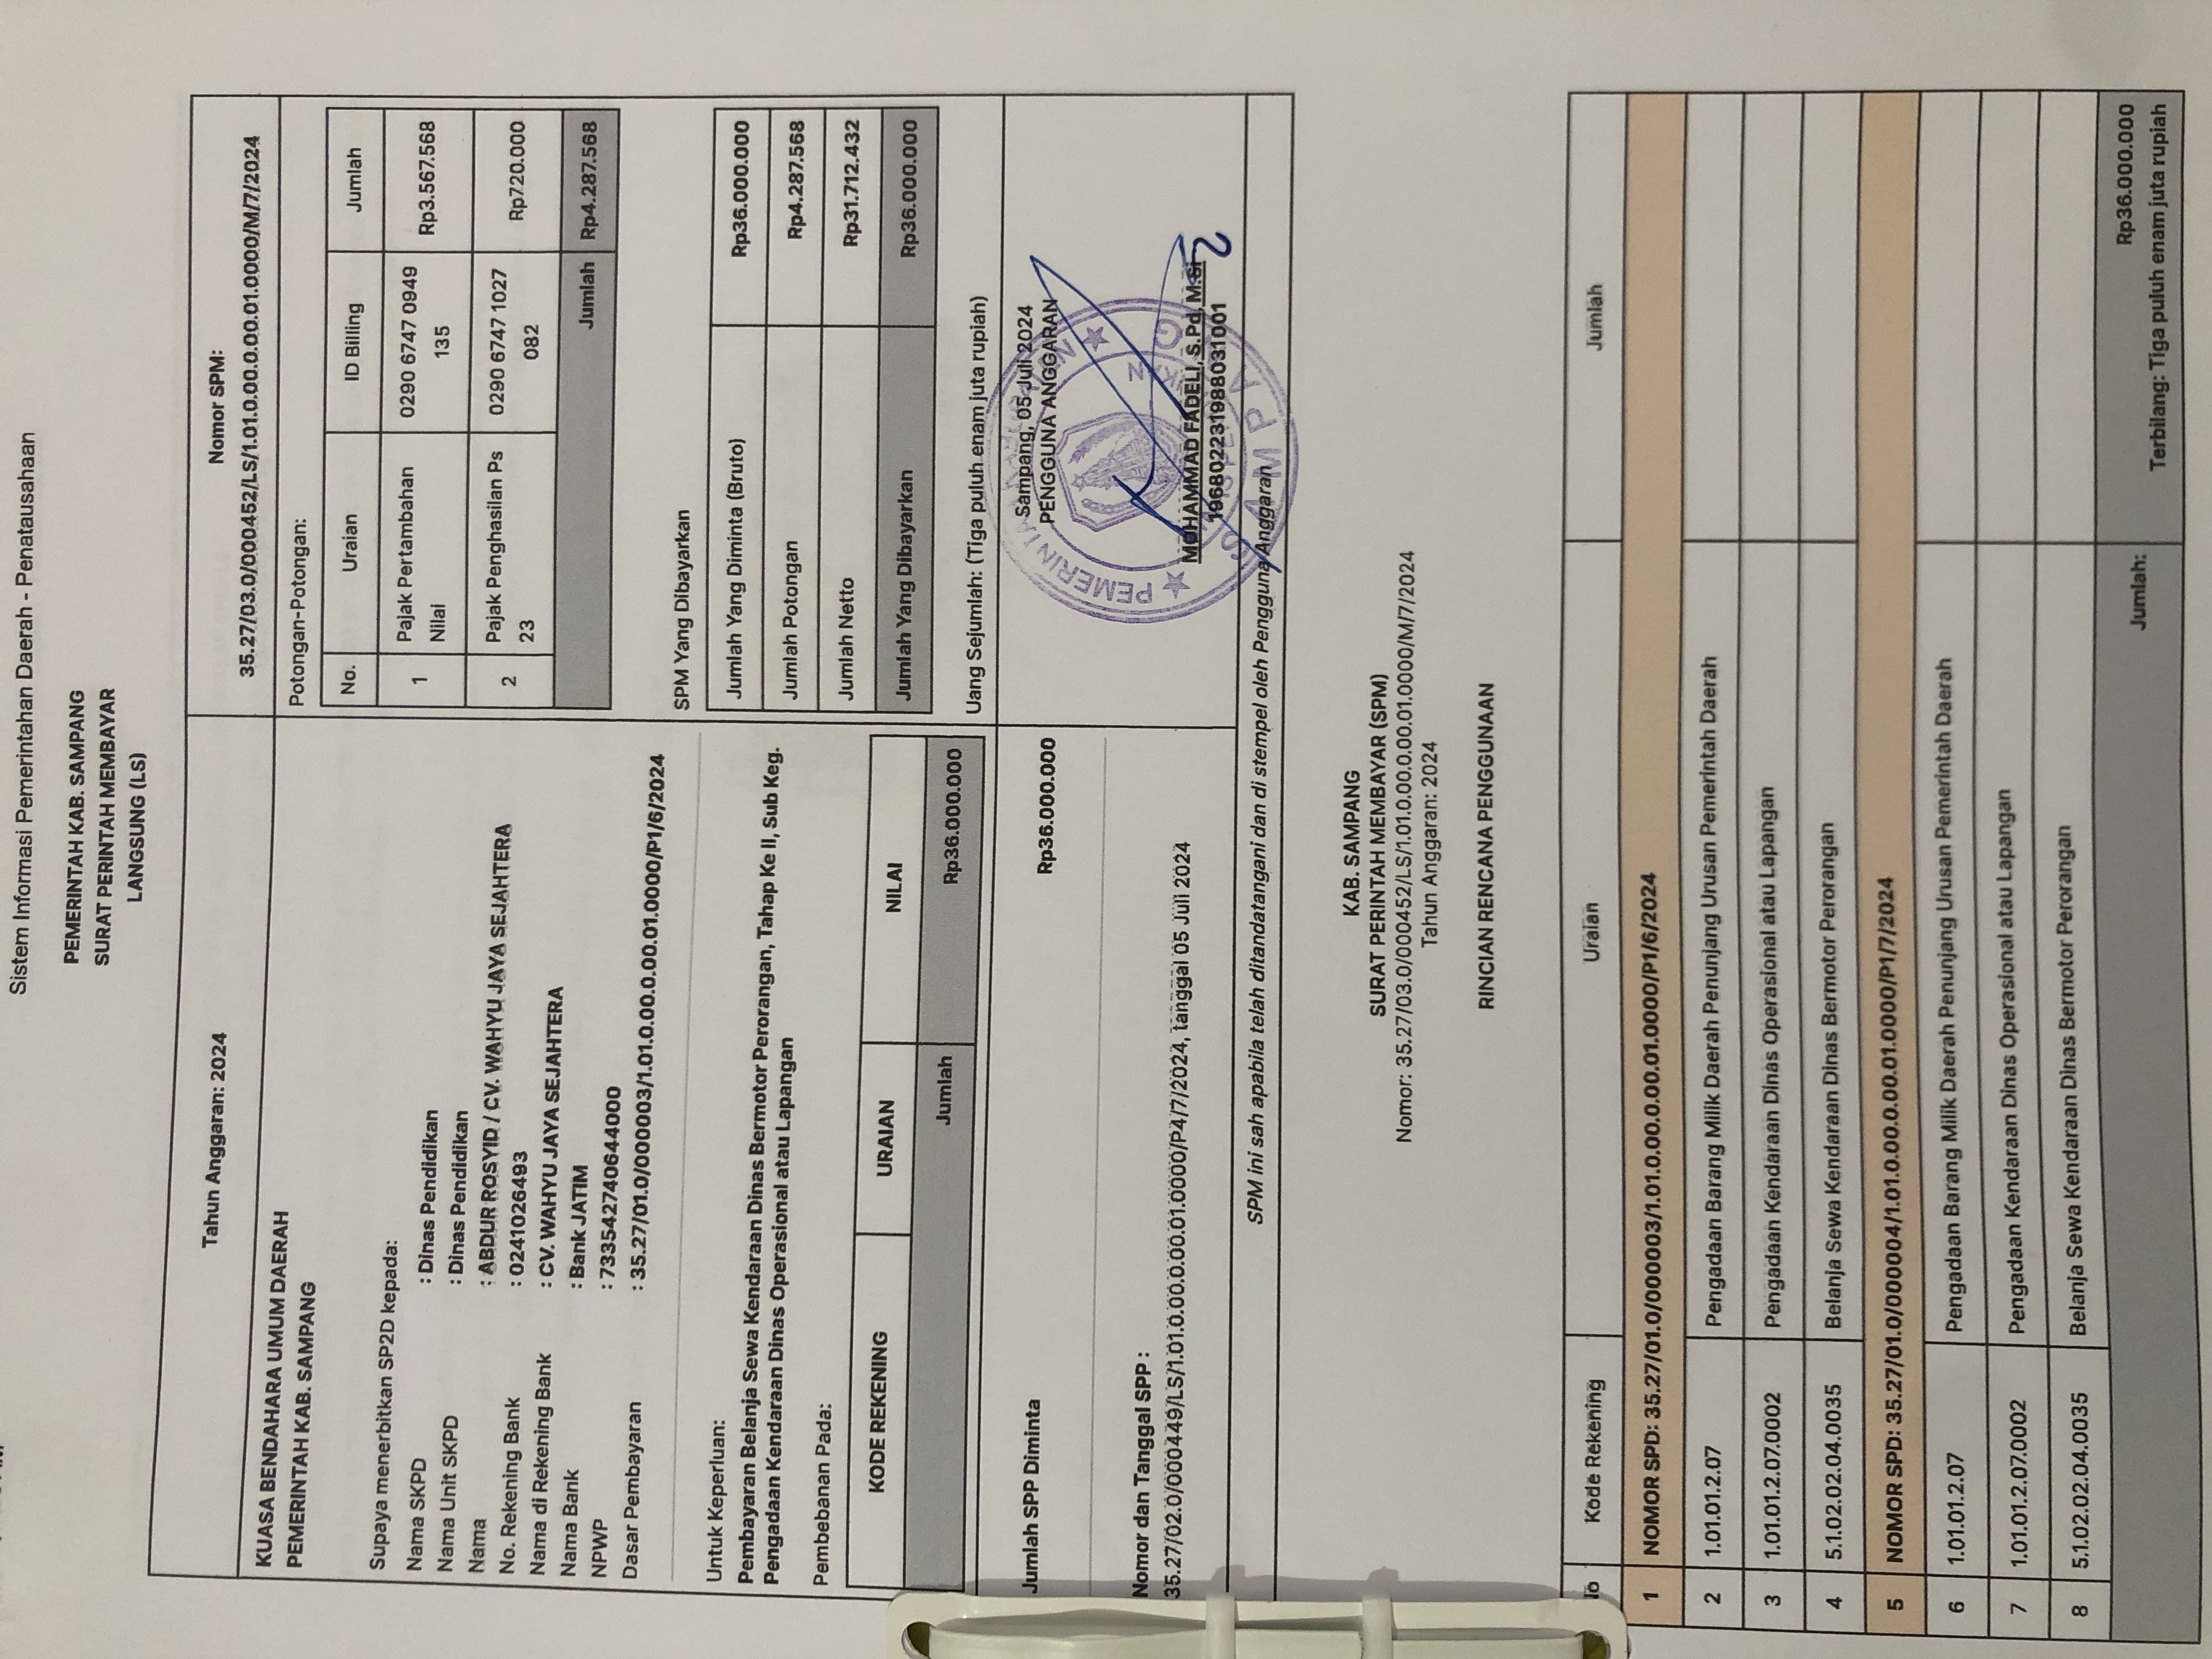 Sistem Informasi Pemerintahan Daerah - Penatausahaan
PEMERINTAH KAB. SAMPANG
SURAT PERINTAH MEMBAYAR
LANGSUNG (LS)
Tahun Anggaran: 2024
Nomor SPM:
35.27/03.0/000452/LS/1.01.0.00.0.00.01.0000/M/7/2024
KUASA BENDAHARA UMUM DAERAH
PEMERINTAH KAB. SAMPANG
Supaya menerbitkan SP2D kepada:
Nama SKPD : Dinas Pendidikan
Nama Unit SKPD : Dinas Pendidikan
Nama : ABDUR ROSYID / CV. WAHYU JAYA SEJAHTERA
No. Rekening Bank : 0241026493
Nama di Rekening Bank : CV. WAHYU JAYA SEJAHTERA
Nama Bank : Bank JATIM
NPWP : 733542740644000
Dasar Pembayaran : 35.27/01.0/000003/1.01.0.00.0.00.01.0000/P1/6/2024
Untuk Keperluan:
Pembayaran Belanja Sewa Kendaraan Dinas Bermotor Perorangan, Tahap Ke II, Sub Keg.
Pengadaan Kendaraan Dinas Operasional atau Lapangan
Pembebanan Pada:
KODE REKENING URAIAN NILAI
Jumlah Rp36.000.000
Potongan-Potongan:
No. Uraian ID Billing Jumlah
1 Pajak Pertambahan Nilai 0290 6747 0949 135 Rp3.567.568
2 Pajak Penghasilan Ps 23 0290 6747 1027 082 Rp720.000
Jumlah Rp4.287.568
SPM Yang Dibayarkan
Jumlah Yang Diminta (Bruto) Rp36.000.000
Jumlah Potongan Rp4.287.568
Jumlah Netto Rp31.712.432
Jumlah Yang Dibayarkan Rp36.000.000
Uang Sejumlah: (Tiga puluh enam juta rupiah)
Jumlah SPP Diminta Rp36.000.000
Nomor dan Tanggal SPP :
35.27/02.0/000449/LS/1.01.0.00.0.00.01.0000/P4/7/2024, tanggal 05 Juli 2024
Sampang, 05 Juli 2024
PENGGUNA ANGGARAN
MOHAMMAD FADELI, S.Pd, M.Si
196802231988031001
SPM ini sah apabila telah ditandatangani dan di stempel oleh Pengguna Anggaran
KAB. SAMPANG
SURAT PERINTAH MEMBAYAR (SPM)
Nomor: 35.27/03.0/000452/LS/1.01.0.00.0.00.01.0000/M/7/2024
Tahun Anggaran: 2024
RINCIAN RENCANA PENGGUNAAN
Kode Rekening Uraian Jumlah
1 NOMOR SPD: 35.27/01.0/000003/1.01.0.00.0.00.01.0000/P1/6/2024
2 1.01.01.2.07 Pengadaan Barang Milik Daerah Penunjang Urusan Pemerintah Daerah
3 1.01.01.2.07.0002 Pengadaan Kendaraan Dinas Operasional atau Lapangan
4 5.1.02.02.04.0035 Belanja Sewa Kendaraan Dinas Bermotor Perorangan
5 NOMOR SPD: 35.27/01.0/000004/1.01.0.00.0.00.01.0000/P1/7/2024
6 1.01.01.2.07 Pengadaan Barang Milik Daerah Penunjang Urusan Pemerintah Daerah
7 1.01.01.2.07.0002 Pengadaan Kendaraan Dinas Operasional atau Lapangan
8 5.1.02.02.04.0035 Belanja Sewa Kendaraan Dinas Bermotor Perorangan
Jumlah: Rp36.000.000
Terbilang: Tiga puluh enam juta rupiah